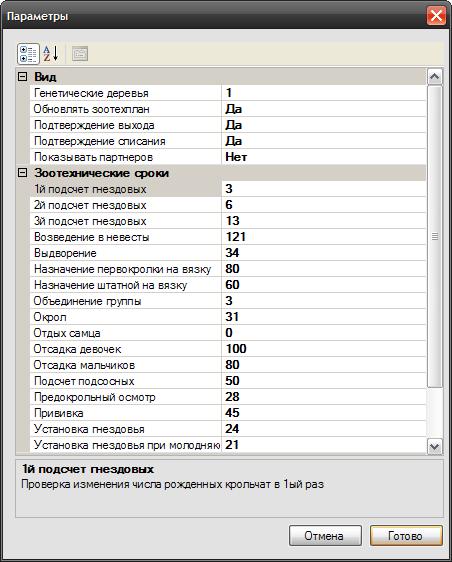 Параметры
Вид
Генетические деревья 1
Обновлять зоотехплан Да
Подтверждение выхода Да
Подтверждение списания Да
Показывать партнеров Нет
Зоотехнические сроки
1й подсчет гнездовых 3
2й подсчет гнездовых 6
3й подсчет гнездовых 13
Возведение в невесты 121
Выдворение 34
Назначение первокролки на вязку 80
Назначение штатной на вязку 60
Объединение группы 3
Окрол 31
Отдых самца 0
Отсадка девочек 100
Отсадка мальчиков 80
Подсчет подсосных 50
Предокрольный осмотр 28
Прививка 45
Установка гнездовья 24
Установка гнездовья при молодняке 21
1й подсчет гнездовых
Проверка изменения числа рожденных крольчат в 1ый раз
Отмена Готово